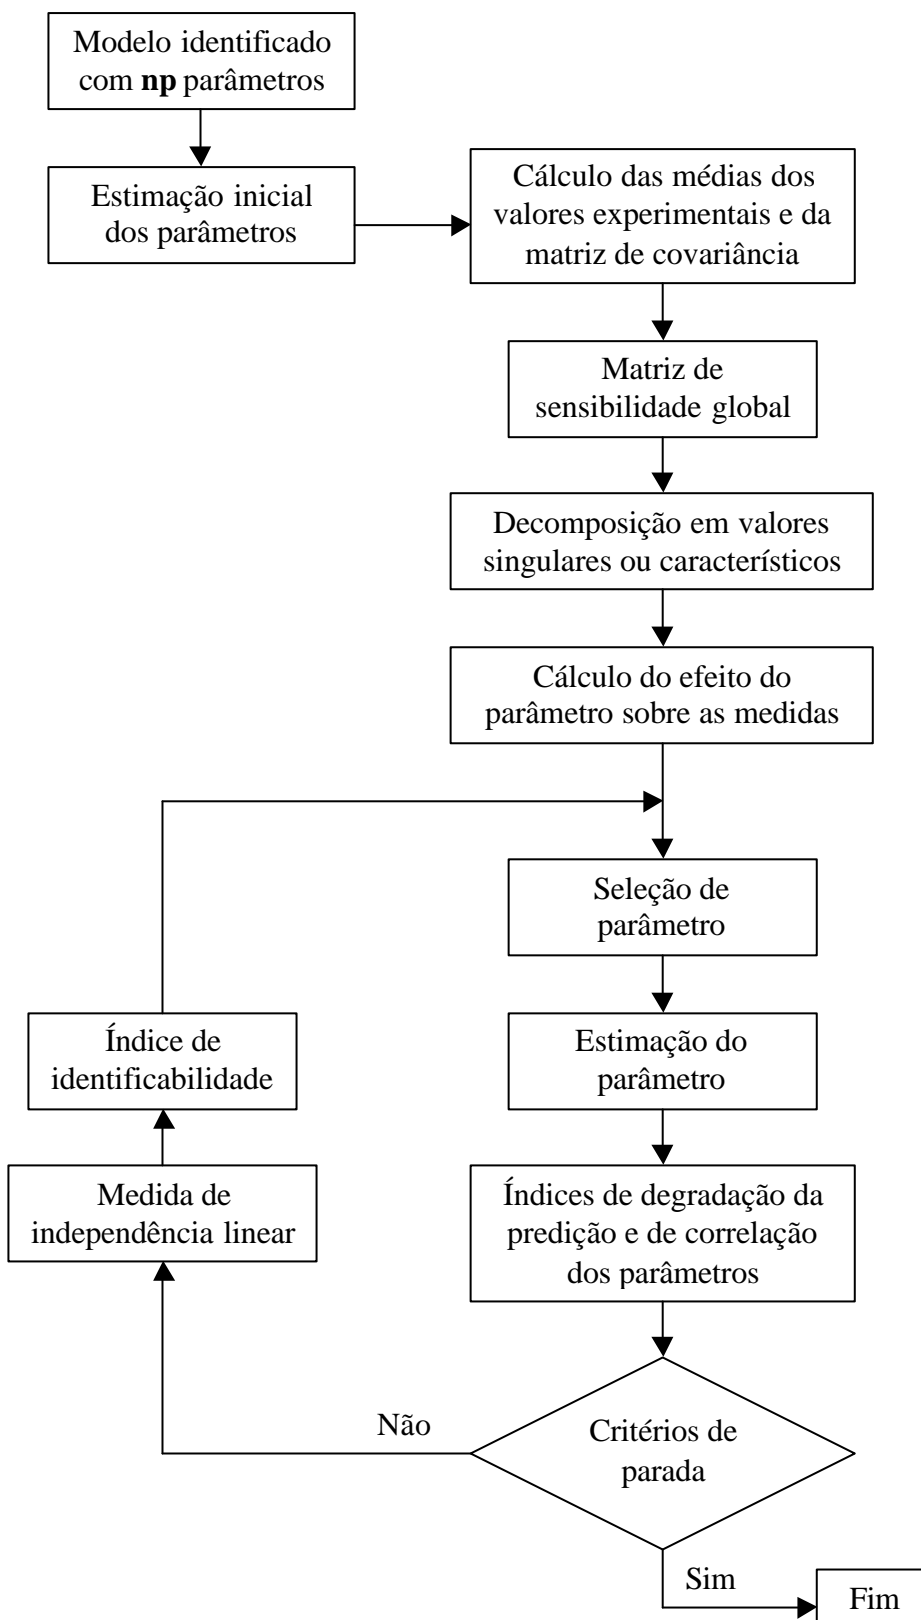 Modelo identificado
com np parâmetros
Estimação inicial
dos parâmetros
Cálculo das médias dos
valores experimentais e da
matriz de covariância
Matriz de
sensibilidade global
Decomposição em valores
singulares ou característicos
Cálculo do efeito do
parâmetro sobre as medidas
Seleção de
parâmetro
Estimação do
parâmetro
Índices de degradação da
predição e de correlação
dos parâmetros
Critérios de
parada
Não
Medida de
independência linear
Índice de
identificabilidade
Sim
Fim